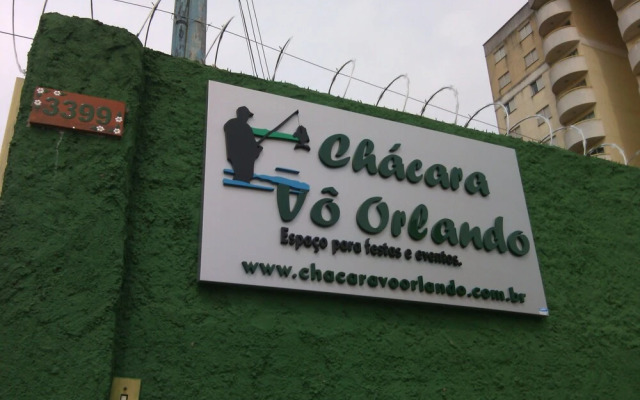 3399
Chácara
Vô Orlando
Espaço para festas e eventos.
www.chacaravoorlando.com.br